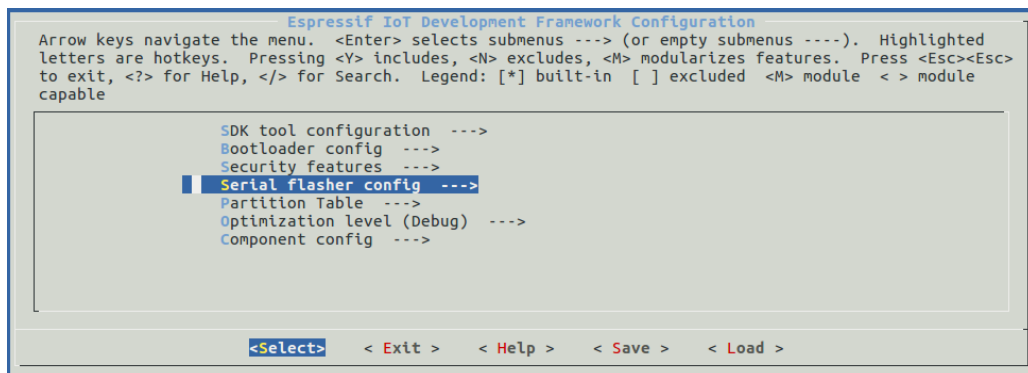 Espressif IoT Development Framework Configuration
Arrow keys navigate the menu.  <Enter> selects submenus ---> (or empty submenus ----).  Highlighted
letters are hotkeys.  Pressing <Y> includes, <N> excludes, <M> modularizes features.  Press <Esc><Esc>
to exit, <?> for Help, </> for Search.  Legend: [*] built-in  [ ] excluded  <M> module  < > module
capable
SDK tool configuration  --->
Bootloader config  --->
Security features  --->
Serial flasher config  --->
Partition Table  --->
Optimization level (Debug)  --->
Component config  --->
<Select>    < Exit >    < Help >    < Save >    < Load >